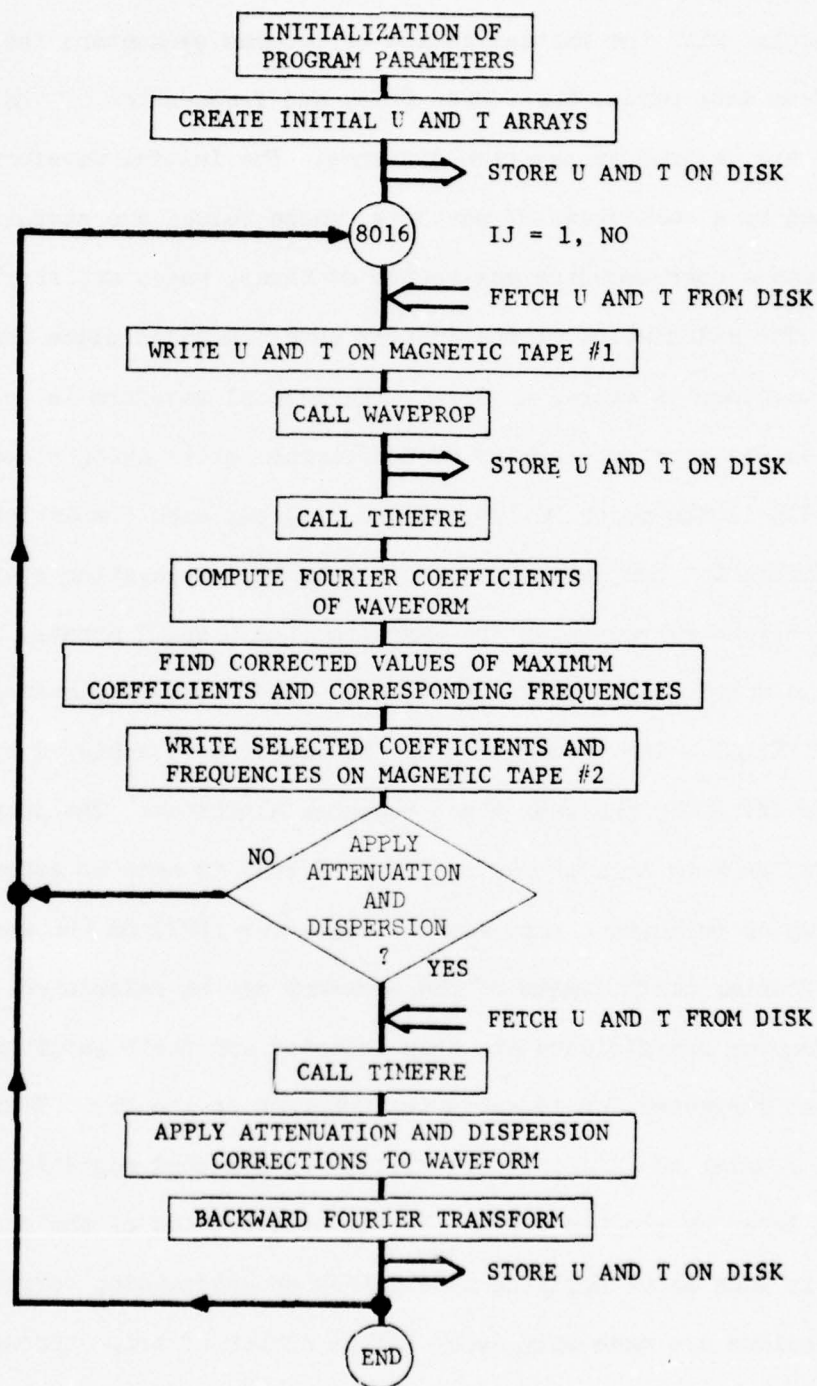 INITIALIZATION OF
PROGRAM PARAMETERS
CREATE INITIAL U AND T ARRAYS
STORE U AND T ON DISK
8016
IJ = 1, NO
FETCH U AND T FROM DISK
WRITE U AND T ON MAGNETIC TAPE #1
CALL WAVEPROP
STORE U AND T ON DISK
CALL TIMEFRE
COMPUTE FOURIER COEFFICIENTS
OF WAVEFORM
FIND CORRECTED VALUES OF MAXIMUM
COEFFICIENTS AND CORRESPONDING FREQUENCIES
WRITE SELECTED COEFFICIENTS AND
FREQUENCIES ON MAGNETIC TAPE #2
NO
APPLY
ATTENUATION
AND
DISPERSION
?
YES
FETCH U AND T FROM DISK
CALL TIMEFRE
APPLY ATTENUATION AND DISPERSION
CORRECTIONS TO WAVEFORM
BACKWARD FOURIER TRANSFORM
STORE U AND T ON DISK
END